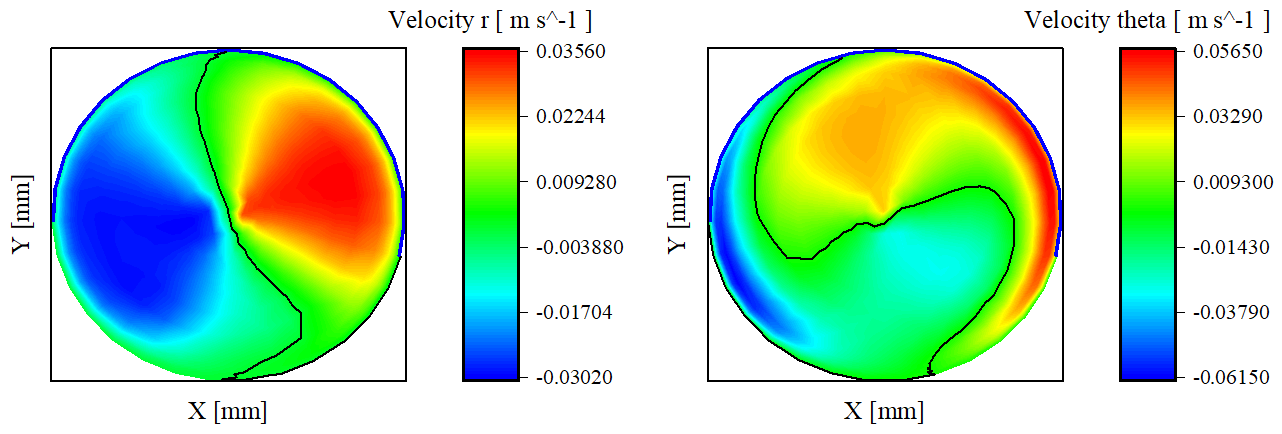 Velocity r [ m s^-1 ]
0.03560
0.02244
0.009280
-0.003880
-0.01704
-0.03020
Y [mm]
X [mm]
Velocity theta [ m s^-1 ]
0.05650
0.03290
0.009300
-0.01430
-0.03790
-0.06150
Y [mm]
X [mm]